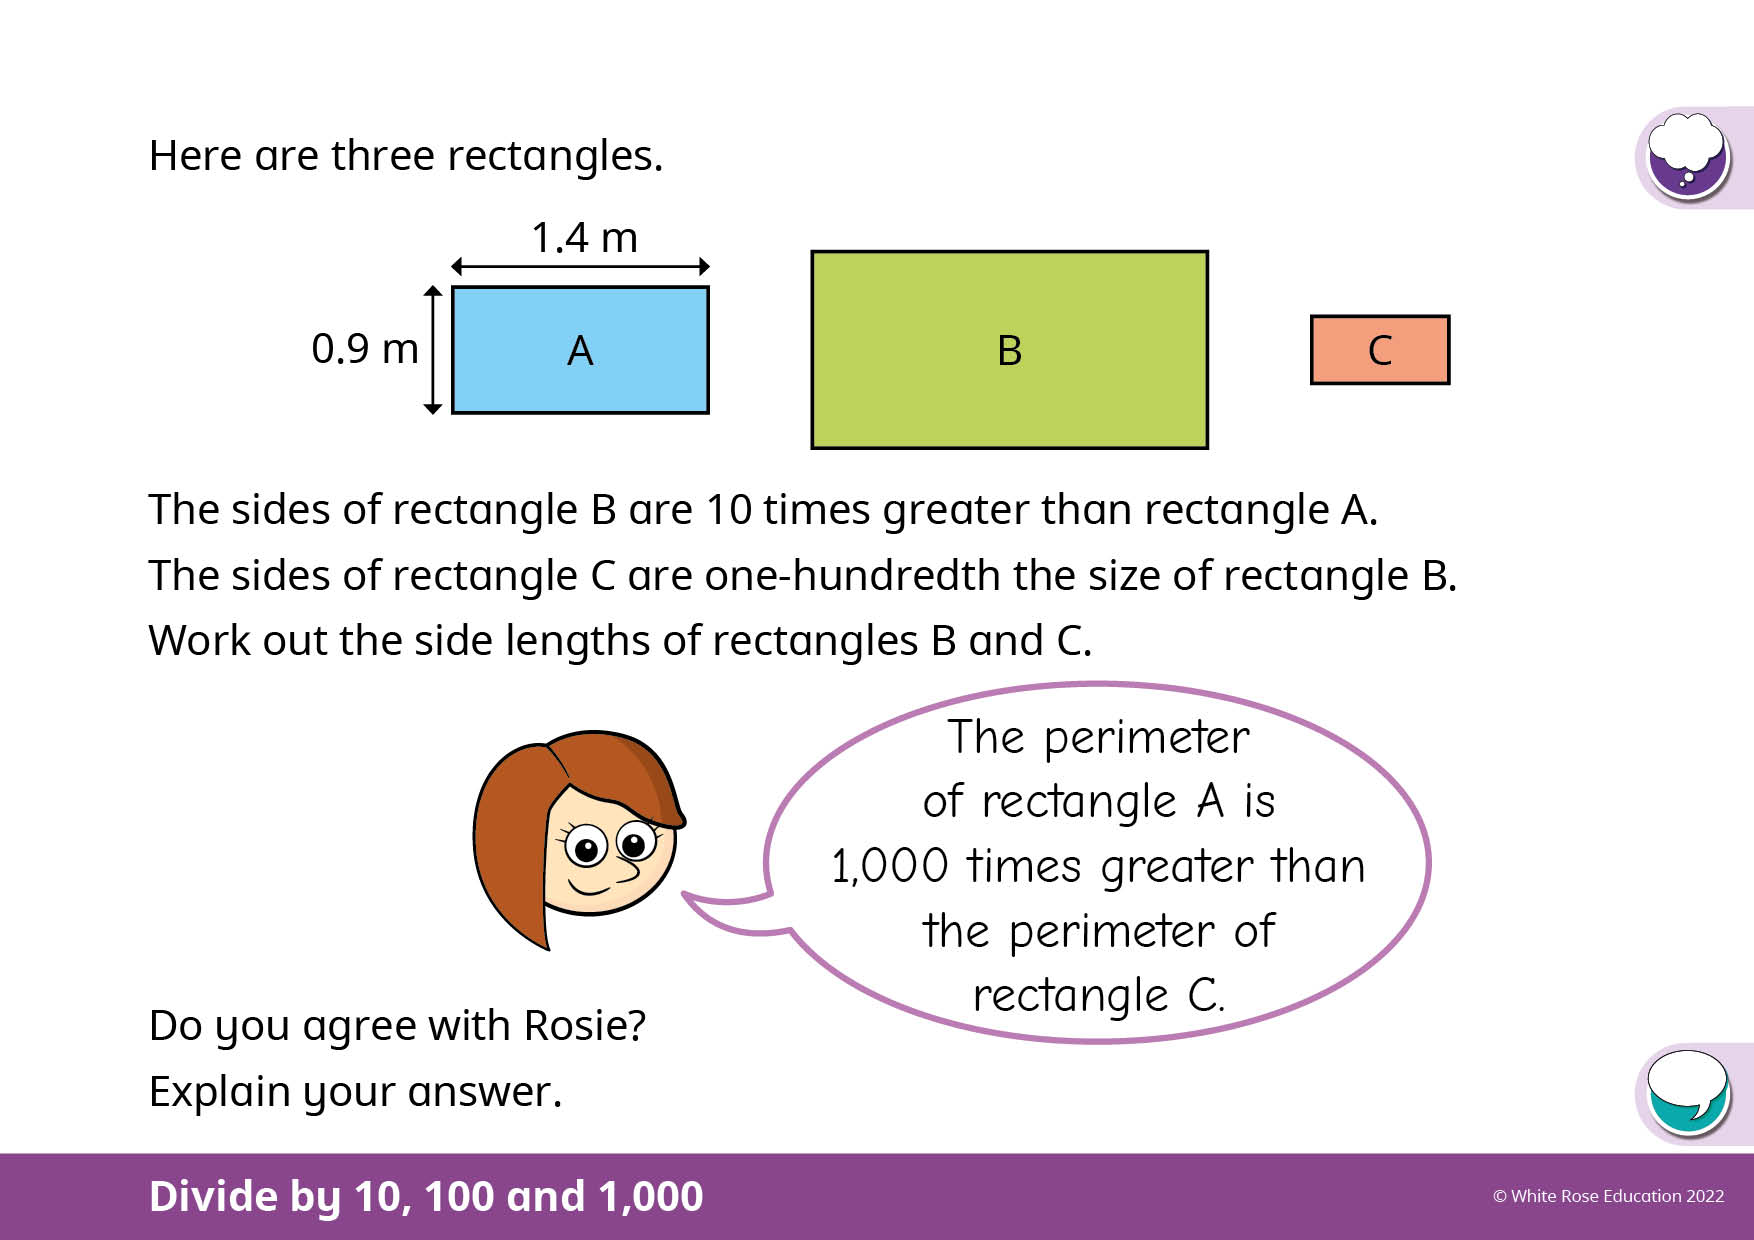 Here are three rectangles.
1.4 m
0.9 m
A
B
C
The sides of rectangle B are 10 times greater than rectangle A.
The sides of rectangle C are one-hundredth the size of rectangle B.
Work out the side lengths of rectangles B and C.
The perimeter
of rectangle A is
1,000 times greater than
the perimeter of
rectangle C.
Do you agree with Rosie?
Explain your answer.
Divide by 10, 100 and 1,000
© White Rose Education 2022